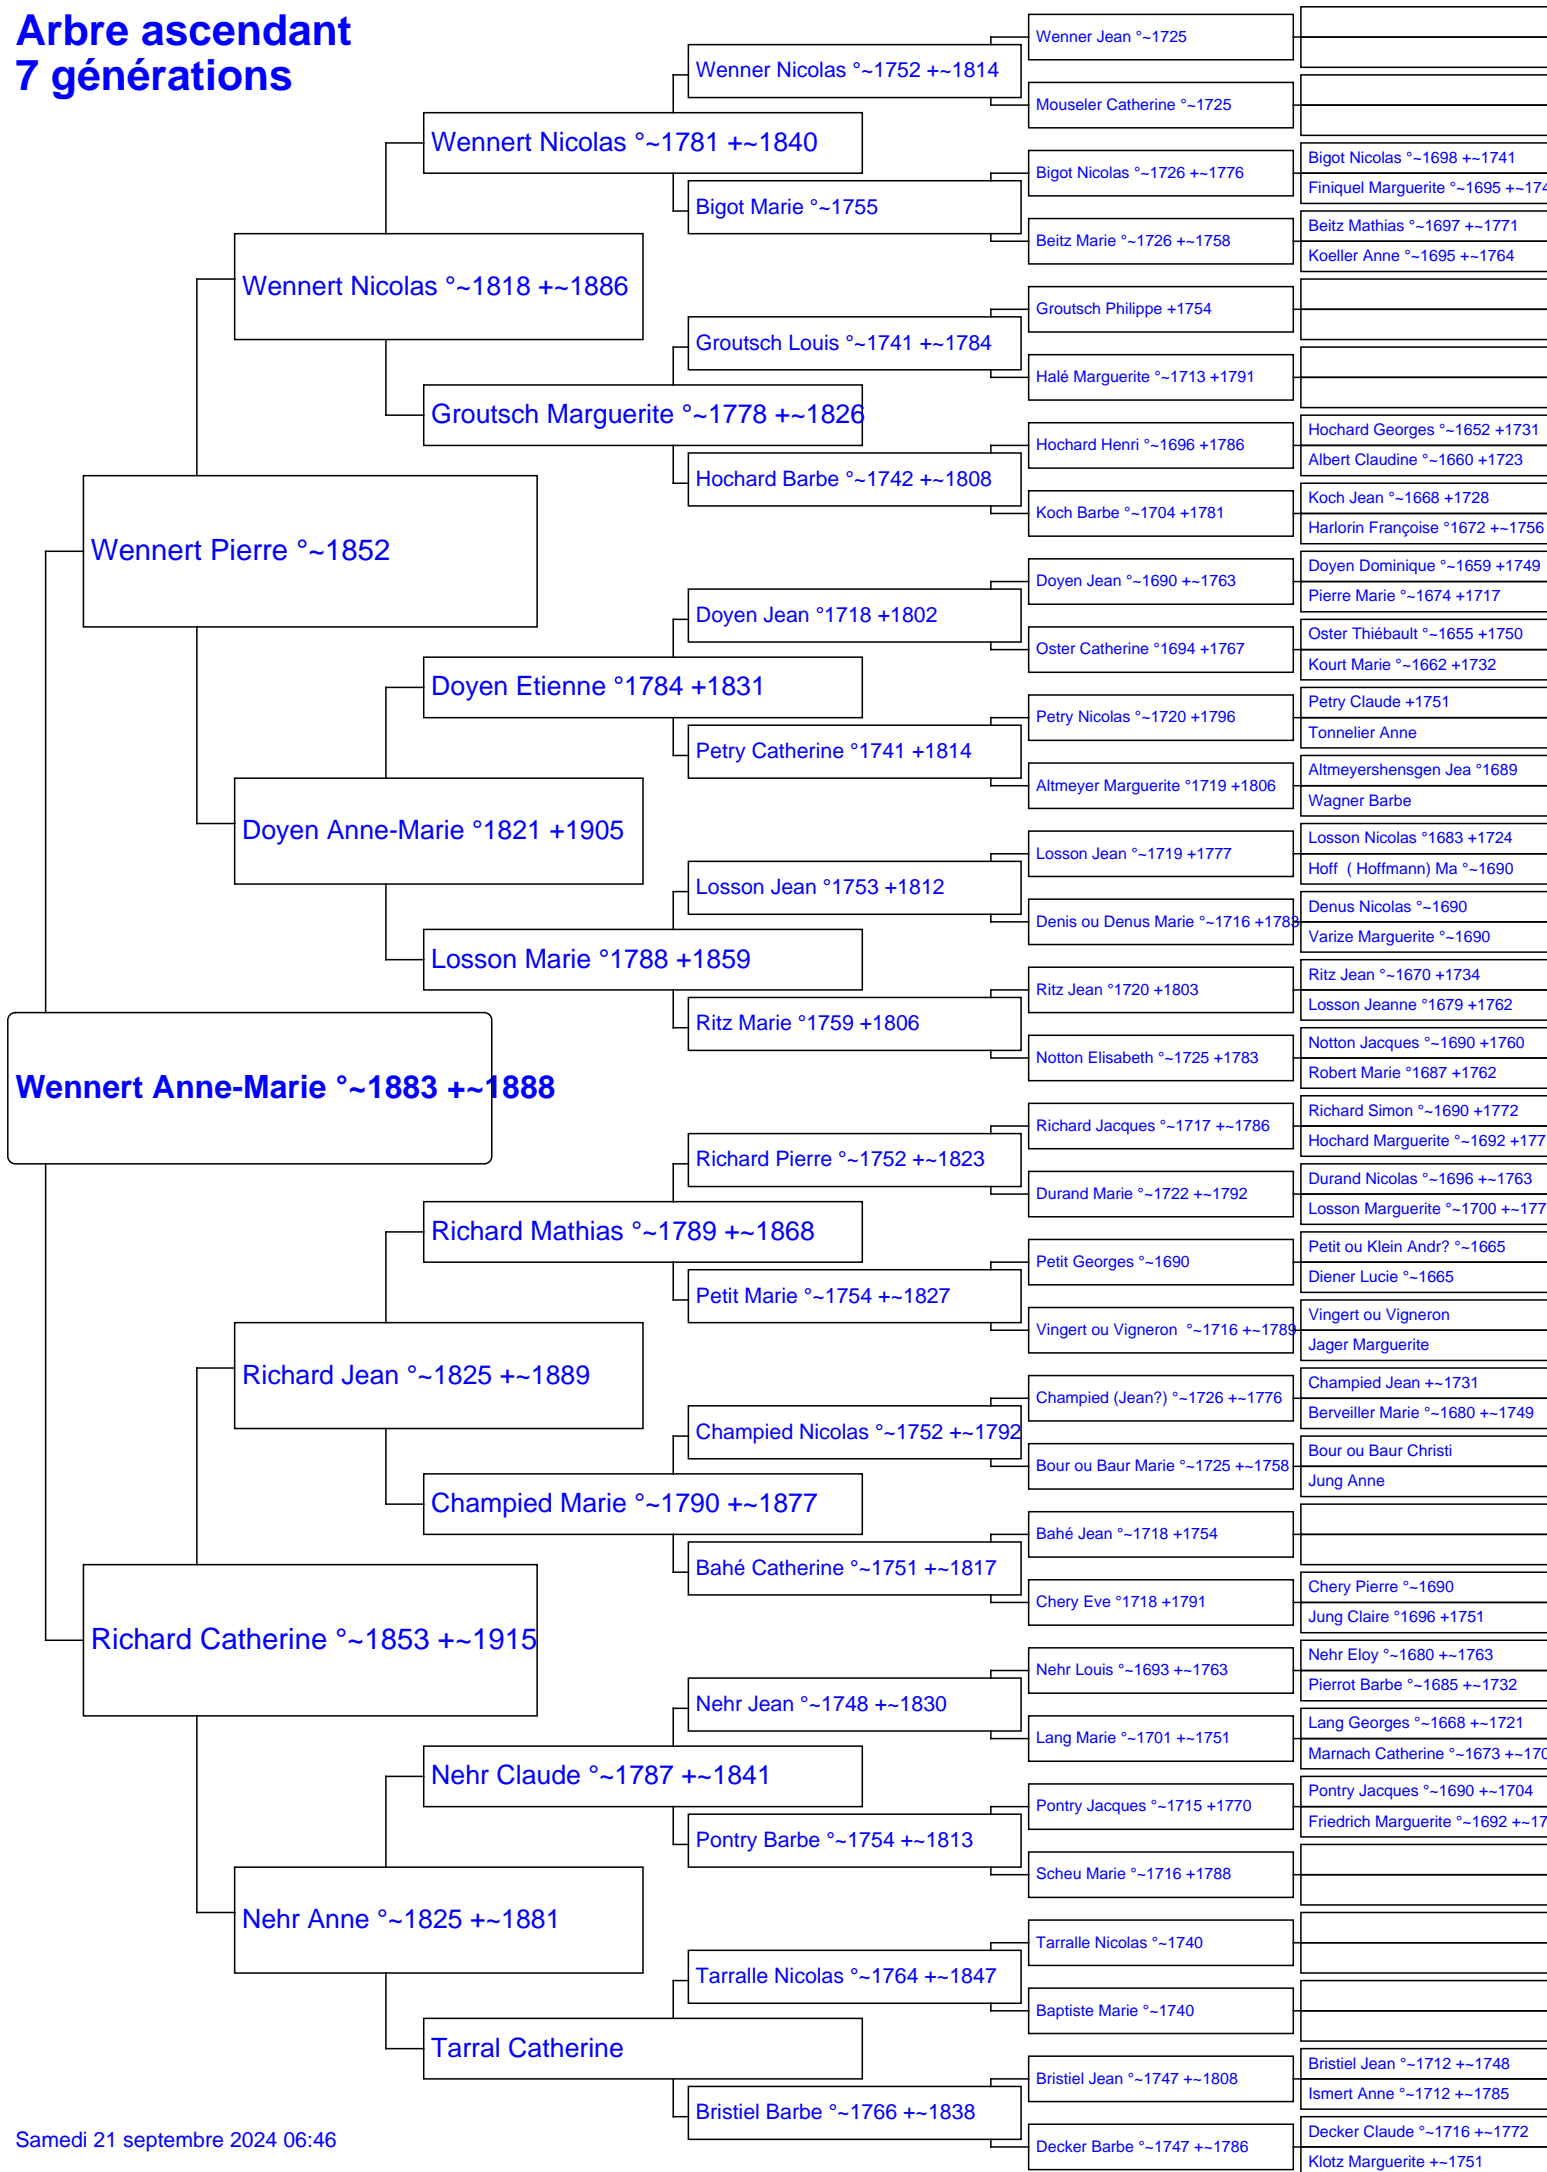 Arbre ascendant
7 générations
Wennert Anne-Marie °~1883 +~1888
Wennert Pierre °~1852
Richard Catherine °~1853 +~1915
Wennert Nicolas °~1818 +~1886
Doyen Anne-Marie °1821 +1905
Richard Jean °~1825 +~1889
Nehr Anne °~1825 +~1881
Wennert Nicolas °~1781 +~1840
Groutsch Marguerite °~1778 +~1826
Doyen Etienne °1784 +1831
Losson Marie °1788 +1859
Richard Mathias °~1789 +~1868
Champied Marie °~1790 +~1877
Nehr Claude °~1787 +~1841
Tarral Catherine
Wenner Nicolas °~1752 +~1814
Bigot Marie °~1755
Groutsch Louis °~1741 +~1784
Hochard Barbe °~1742 +~1808
Doyen Jean °1718 +1802
Petry Catherine °1741 +1814
Losson Jean °1753 +1812
Ritz Marie °1759 +1806
Richard Pierre °~1752 +~1823
Petit Marie °~1754 +~1827
Champied Nicolas °~1752 +~1792
Bahé Catherine °~1751 +~1817
Nehr Jean °~1748 +~1830
Pontry Barbe °~1754 +~1813
Tarralle Nicolas °~1764 +~1847
Bristiel Barbe °~1766 +~1838
Wenner Jean °~1725
Mouseler Catherine °~1725
Bigot Nicolas °~1726 +~1776
Beitz Marie °~1726 +~1758
Groutsch Philippe +1754
Halé Marguerite °~1713 +1791
Hochard Henri °~1696 +1786
Koch Barbe °~1704 +1781
Doyen Jean °~1690 +~1763
Oster Catherine °1694 +1767
Petry Nicolas °~1720 +1796
Altmeyer Marguerite °1719 +1806
Losson Jean °~1719 +1777
Denis ou Denus Marie °~1716 +1783
Ritz Jean °1720 +1803
Notton Elisabeth °~1725 +1783
Richard Jacques °~1717 +~1786
Durand Marie °~1722 +~1792
Petit Georges °~1690
Vingert ou Vigneron  °~1716 +~1789
Champied (Jean?) °~1726 +~1776
Bour ou Baur Marie °~1725 +~1758
Bahé Jean °~1718 +1754
Chery Eve °1718 +1791
Nehr Louis °~1693 +~1763
Lang Marie °~1701 +~1751
Pontry Jacques °~1715 +1770
Scheu Marie °~1716 +1788
Tarralle Nicolas °~1740
Baptiste Marie °~1740
Bristiel Jean °~1747 +~1808
Decker Barbe °~1747 +~1786
Bigot Nicolas °~1698 +~1741
Finiquel Marguerite °~1695 +~174
Beitz Mathias °~1697 +~1771
Koeller Anne °~1695 +~1764
Hochard Georges °~1652 +1731
Albert Claudine °~1660 +1723
Koch Jean °~1668 +1728
Harlorin Françoise °1672 +~1756
Doyen Dominique °~1659 +1749
Pierre Marie °~1674 +1717
Oster Thiébault °~1655 +1750
Kourt Marie °~1662 +1732
Petry Claude +1751
Tonnelier Anne
Altmeyershensgen Jea °1689
Wagner Barbe
Losson Nicolas °1683 +1724
Hoff  ( Hoffmann) Ma °~1690
Denus Nicolas °~1690
Varize Marguerite °~1690
Ritz Jean °~1670 +1734
Losson Jeanne °1679 +1762
Notton Jacques °~1690 +1760
Robert Marie °1687 +1762
Richard Simon °~1690 +1772
Hochard Marguerite °~1692 +177
Durand Nicolas °~1696 +~1763
Losson Marguerite °~1700 +~177
Petit ou Klein Andr? °~1665
Diener Lucie °~1665
Vingert ou Vigneron
Jager Marguerite
Champied Jean +~1731
Berveiller Marie °~1680 +~1749
Bour ou Baur Christi
Jung Anne
Chery Pierre °~1690
Jung Claire °1696 +1751
Nehr Eloy °~1680 +~1763
Pierrot Barbe °~1685 +~1732
Lang Georges °~1668 +~1721
Marnach Catherine °~1673 +~170
Pontry Jacques °~1690 +~1704
Friedrich Marguerite °~1692 +~17
Bristiel Jean °~1712 +~1748
Ismert Anne °~1712 +~1785
Decker Claude °~1716 +~1772
Klotz Marguerite +~1751
Samedi 21 septembre 2024 06:46